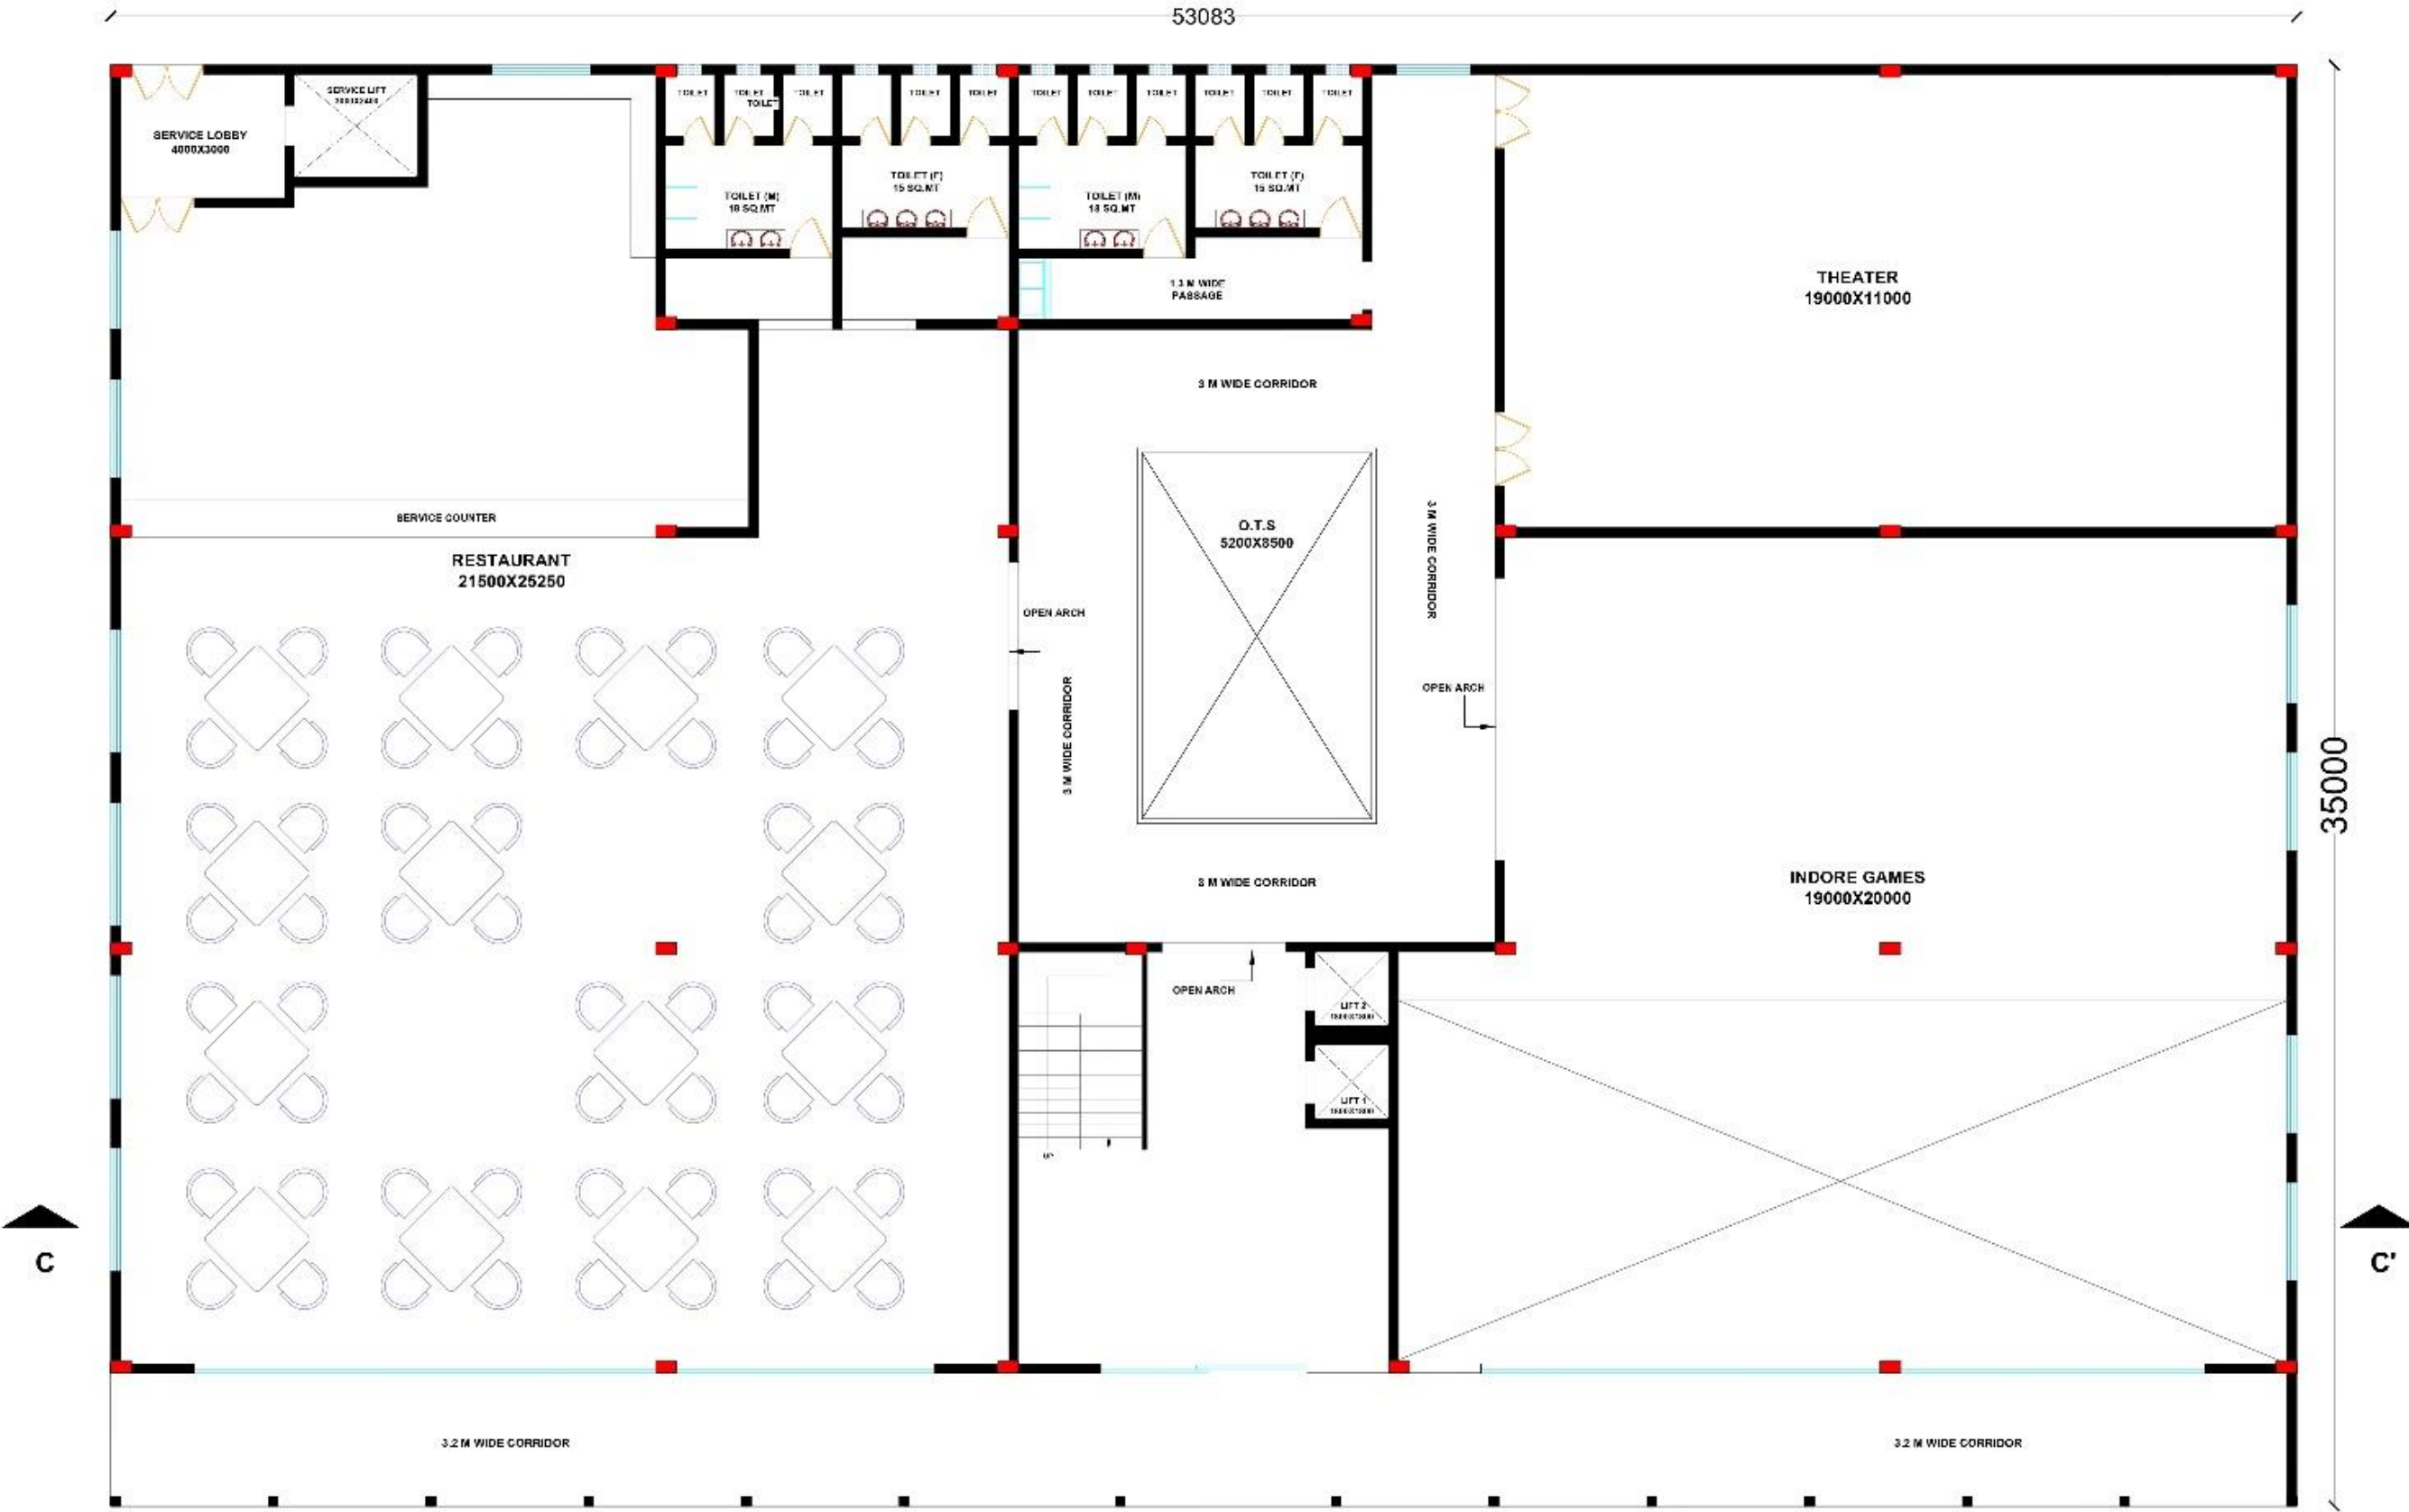 53083
SERVICE LIFT
SERVICE LOBBY
4000X3000
TOILET
TOILET
TOILET
TOILET
TOILET
TOILET
TOILET
TOILET
TOILET
TOILET
TOILET
TOILET
TOILET (M)
18 SQ.MT
TOILET (F)
15 SQ.MT
TOILET (M)
18 SQ.MT
TOILET (F)
15 SQ.MT
1.3 M WIDE
PASSAGE
THEATER
19000X11000
3 M WIDE CORRIDOR
SERVICE COUNTER
RESTAURANT
21500X25250
O.T.S
5200X8500
3 M WIDE CORRIDOR
OPEN ARCH
3 M WIDE CORRIDOR
OPEN ARCH
35000
3 M WIDE CORRIDOR
INDORE GAMES
19000X20000
OPEN ARCH
LIFT 2
LIFT 1
UP
C
C'
3.2 M WIDE CORRIDOR
3.2 M WIDE CORRIDOR